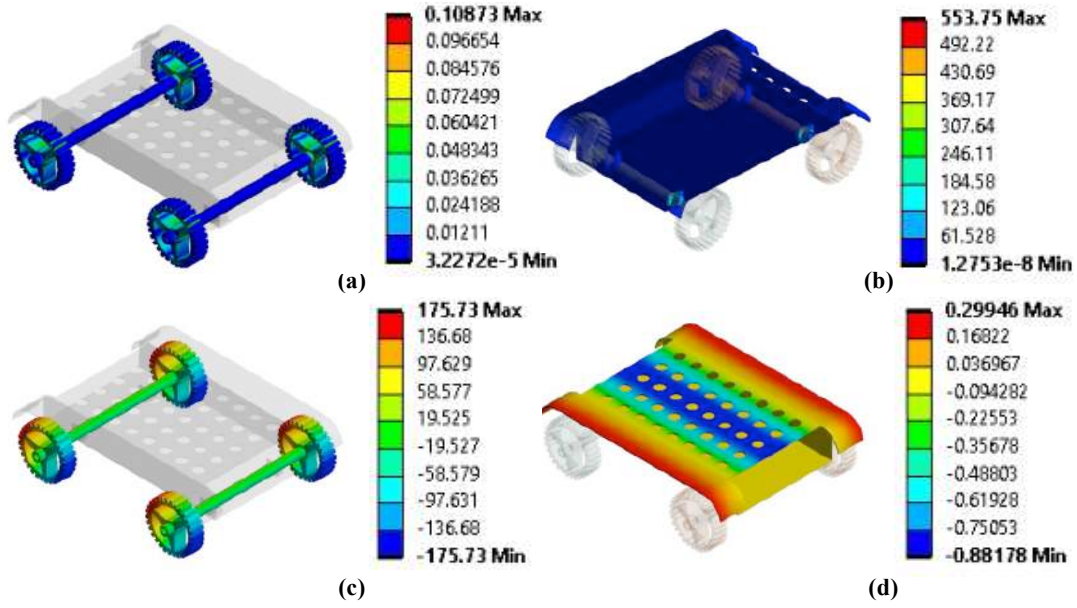 0.10873 Max
0.096654
0.084576
0.072499
0.060421
0.048343
0.036265
0.024188
0.01211
3.2272e-5 Min
(a)
553.75 Max
492.22
430.69
369.17
307.64
246.11
184.58
123.06
61.528
1.2753e-8 Min
(b)
175.73 Max
136.68
97.629
58.577
19.525
-19.527
-58.579
-97.631
-136.68
-175.73 Min
(c)
0.29946 Max
0.16822
0.036967
-0.094282
-0.22553
-0.35678
-0.48803
-0.61928
-0.75053
-0.88178 Min
(d)